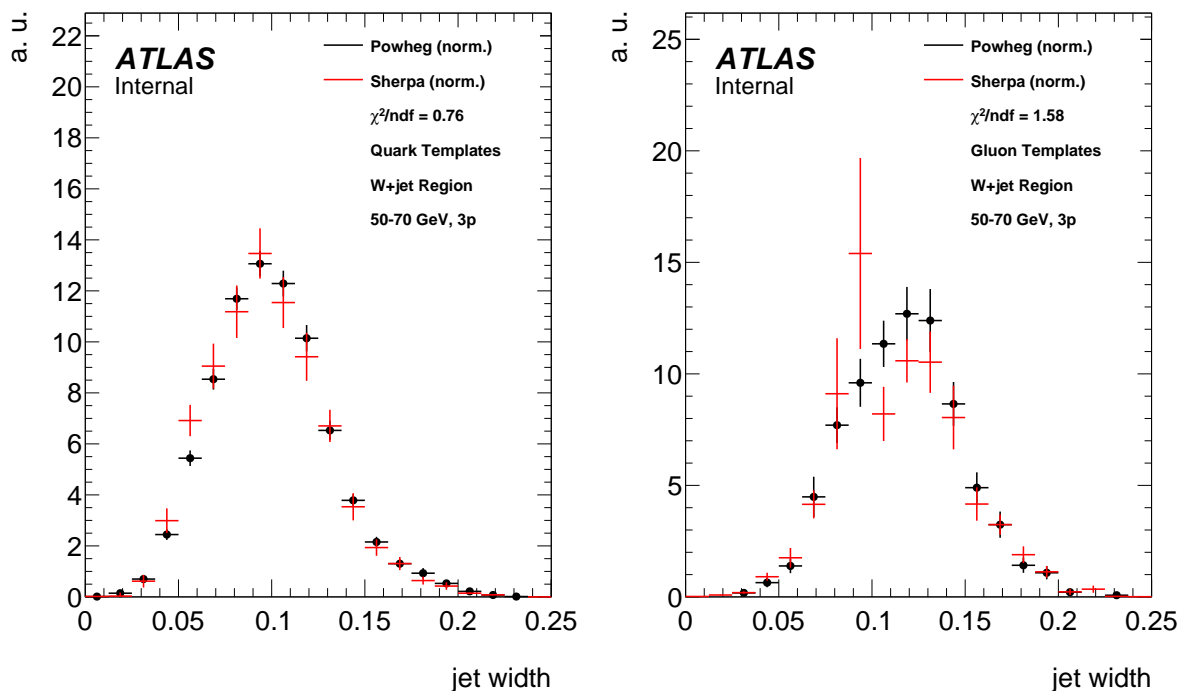 a. u.
22
20
18
16
14
12
10
8
6
4
2
0
ATLAS
Internal
Powheg (norm.)
Sherpa (norm.)
χ²/ndf = 0.76
Quark Templates
W+jet Region
50-70 GeV, 3p
0 0.05 0.1 0.15 0.2 0.25
jet width
a. u.
25
20
15
10
5
0
ATLAS
Internal
Powheg (norm.)
Sherpa (norm.)
χ²/ndf = 1.58
Gluon Templates
W+jet Region
50-70 GeV, 3p
0 0.05 0.1 0.15 0.2 0.25
jet width